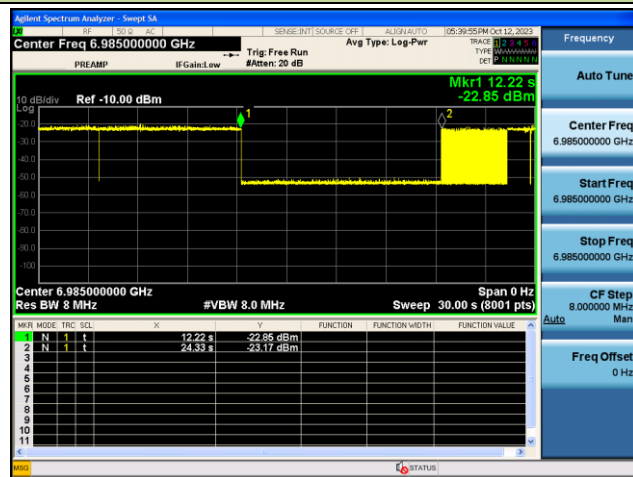 Agilent Spectrum Analyzer - Swept SA
RF 50 Ω AC SENSE:INT SOURCE OFF ALIGNAUTO 05:39:55PM Oct 12, 2023
Center Freq 6.985000000 GHz Avg Type: Log-Pwr TRACE 1 2 3 4 5 6
Trig: Free Run TYPE
PREAMP IFGain:Low #Atten: 20 dB DET P N N N N N
Mkr1 12.22 s
10 dB/div Ref -10.00 dBm -22.85 dBm
Log
1 2
-20.0
-30.0
-40.0
-50.0
-60.0
-70.0
-80.0
-90.0
-100
Center 6.985000000 GHz Span 0 Hz
Res BW 8 MHz #VBW 8.0 MHz Sweep 30.00 s (8001 pts)
MKR MODE TRC SCL X Y FUNCTION FUNCTION WIDTH FUNCTION VALUE
1 N 1 t 12.22 s -22.85 dBm
2 N 1 t 24.33 s -23.17 dBm
3
4
5
6
7
8
9
10
11
MSG STATUS
Frequency
Auto Tune
Center Freq
6.985000000 GHz
Start Freq
6.985000000 GHz
Stop Freq
6.985000000 GHz
CF Step
8.000000 MHz
Auto Man
Freq Offset
0 Hz